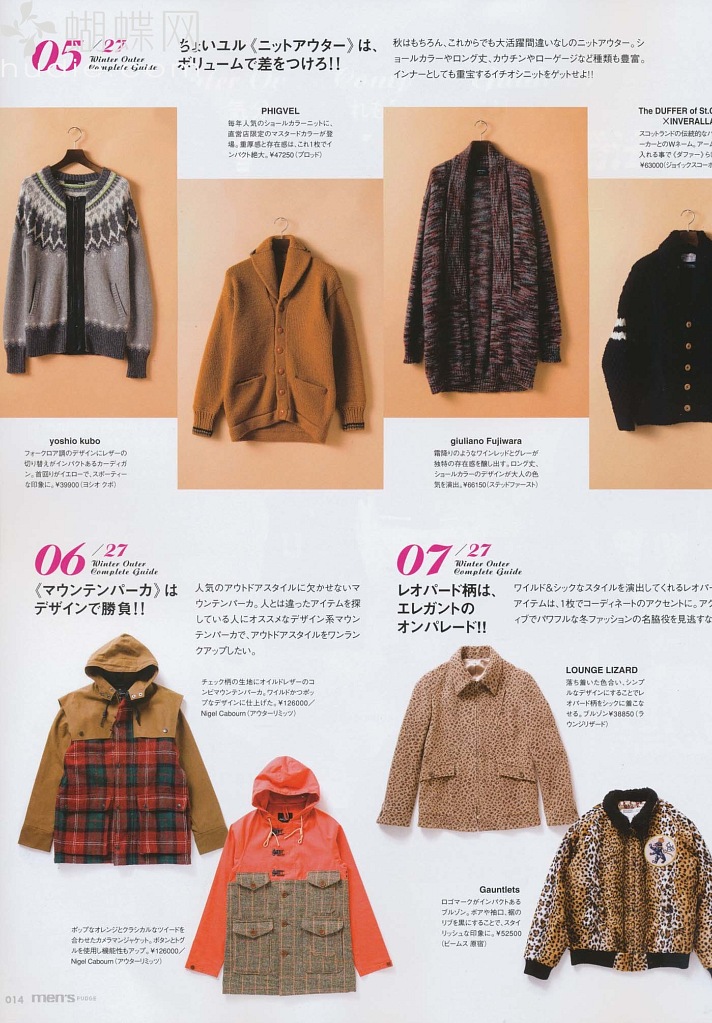 蝴蝶网
05/27
Winter Outer
Complete Guide
ちょいユル《ニットアウター》は、
ボリュームで差をつけろ!!
秋はもちろん、これからでも大活躍間違いなしのニットアウター。シ
ョールカラーやロング丈、カウチンやローゲージなど種類も豊富。
インナーとしても重宝するイチオシニットをゲットせよ!!
PHIGVEL
毎年人気のショールカラーニットに、
直営店限定のマスタードカラーが登
場。重厚感と存在感は、これ1枚でイ
ンパクト絶大。¥47250(ブロッド)
The DUFFER of St.G
×INVERALLA
スコットランドの伝統的なバ
ーカーとのWネーム。アーム
入れる事で《ダファー》らし
¥63000(ジョイックスコーポ
yoshio kubo
フォークロア調のデザインにレザーの
切り替えがインパクトあるカーディガ
ン。首回りがイエローで、スポーティー
な印象に。¥39900(ヨシオ クボ)
giuliano Fujiwara
霜降りのようなワインレッドとグレーが
独特の存在感を醸し出す。ロング丈、
ショールカラーのデザインが大人の色
気を演出。¥66150(ステッドファースト)
06/27
Winter Outer
Complete Guide
《マウンテンパーカ》は
デザインで勝負!!
人気のアウトドアスタイルに欠かせないマ
ウンテンパーカ。人とは違ったアイテムを探
している人にオススメなデザイン系マウン
テンパーカで、アウトドアスタイルをワンラン
クアップしたい。
チェック柄の生地にオイルドレザーのコ
ンビマウンテンパーカ。ワイルドかつポッ
プなデザインに仕上げた。¥126000/
Nigel Cabourn(アウターリミッツ)
ポップなオレンジとクラシカルなツイードを
合わせたカメラマンジャケット。ボタンとトグ
ルを使用し機能性もアップ。¥126000/
Nigel Cabourn(アウターリミッツ)
07/27
Winter Outer
Complete Guide
レオパード柄は、
エレガントの
オンパレード!!
ワイルド&シックなスタイルを演出してくれるレオパー
アイテムは、1枚でコーディネートのアクセントに。アク
ィブでパワフルな冬ファッションの名脇役を見逃すな
LOUNGE LIZARD
落ち着いた色合い、シンプ
ルなデザインにすることでレ
オパード柄をシックに着こな
せる。ブルゾン¥38850(ラ
ウンジリザード)
Gauntlets
ロゴマークがインパクトある
ブルゾン。ボアや袖口、裾の
リブを黒にすることで、スタイ
リッシュな印象に。¥52500
(ビームス 原宿)
014 men's FUDGE